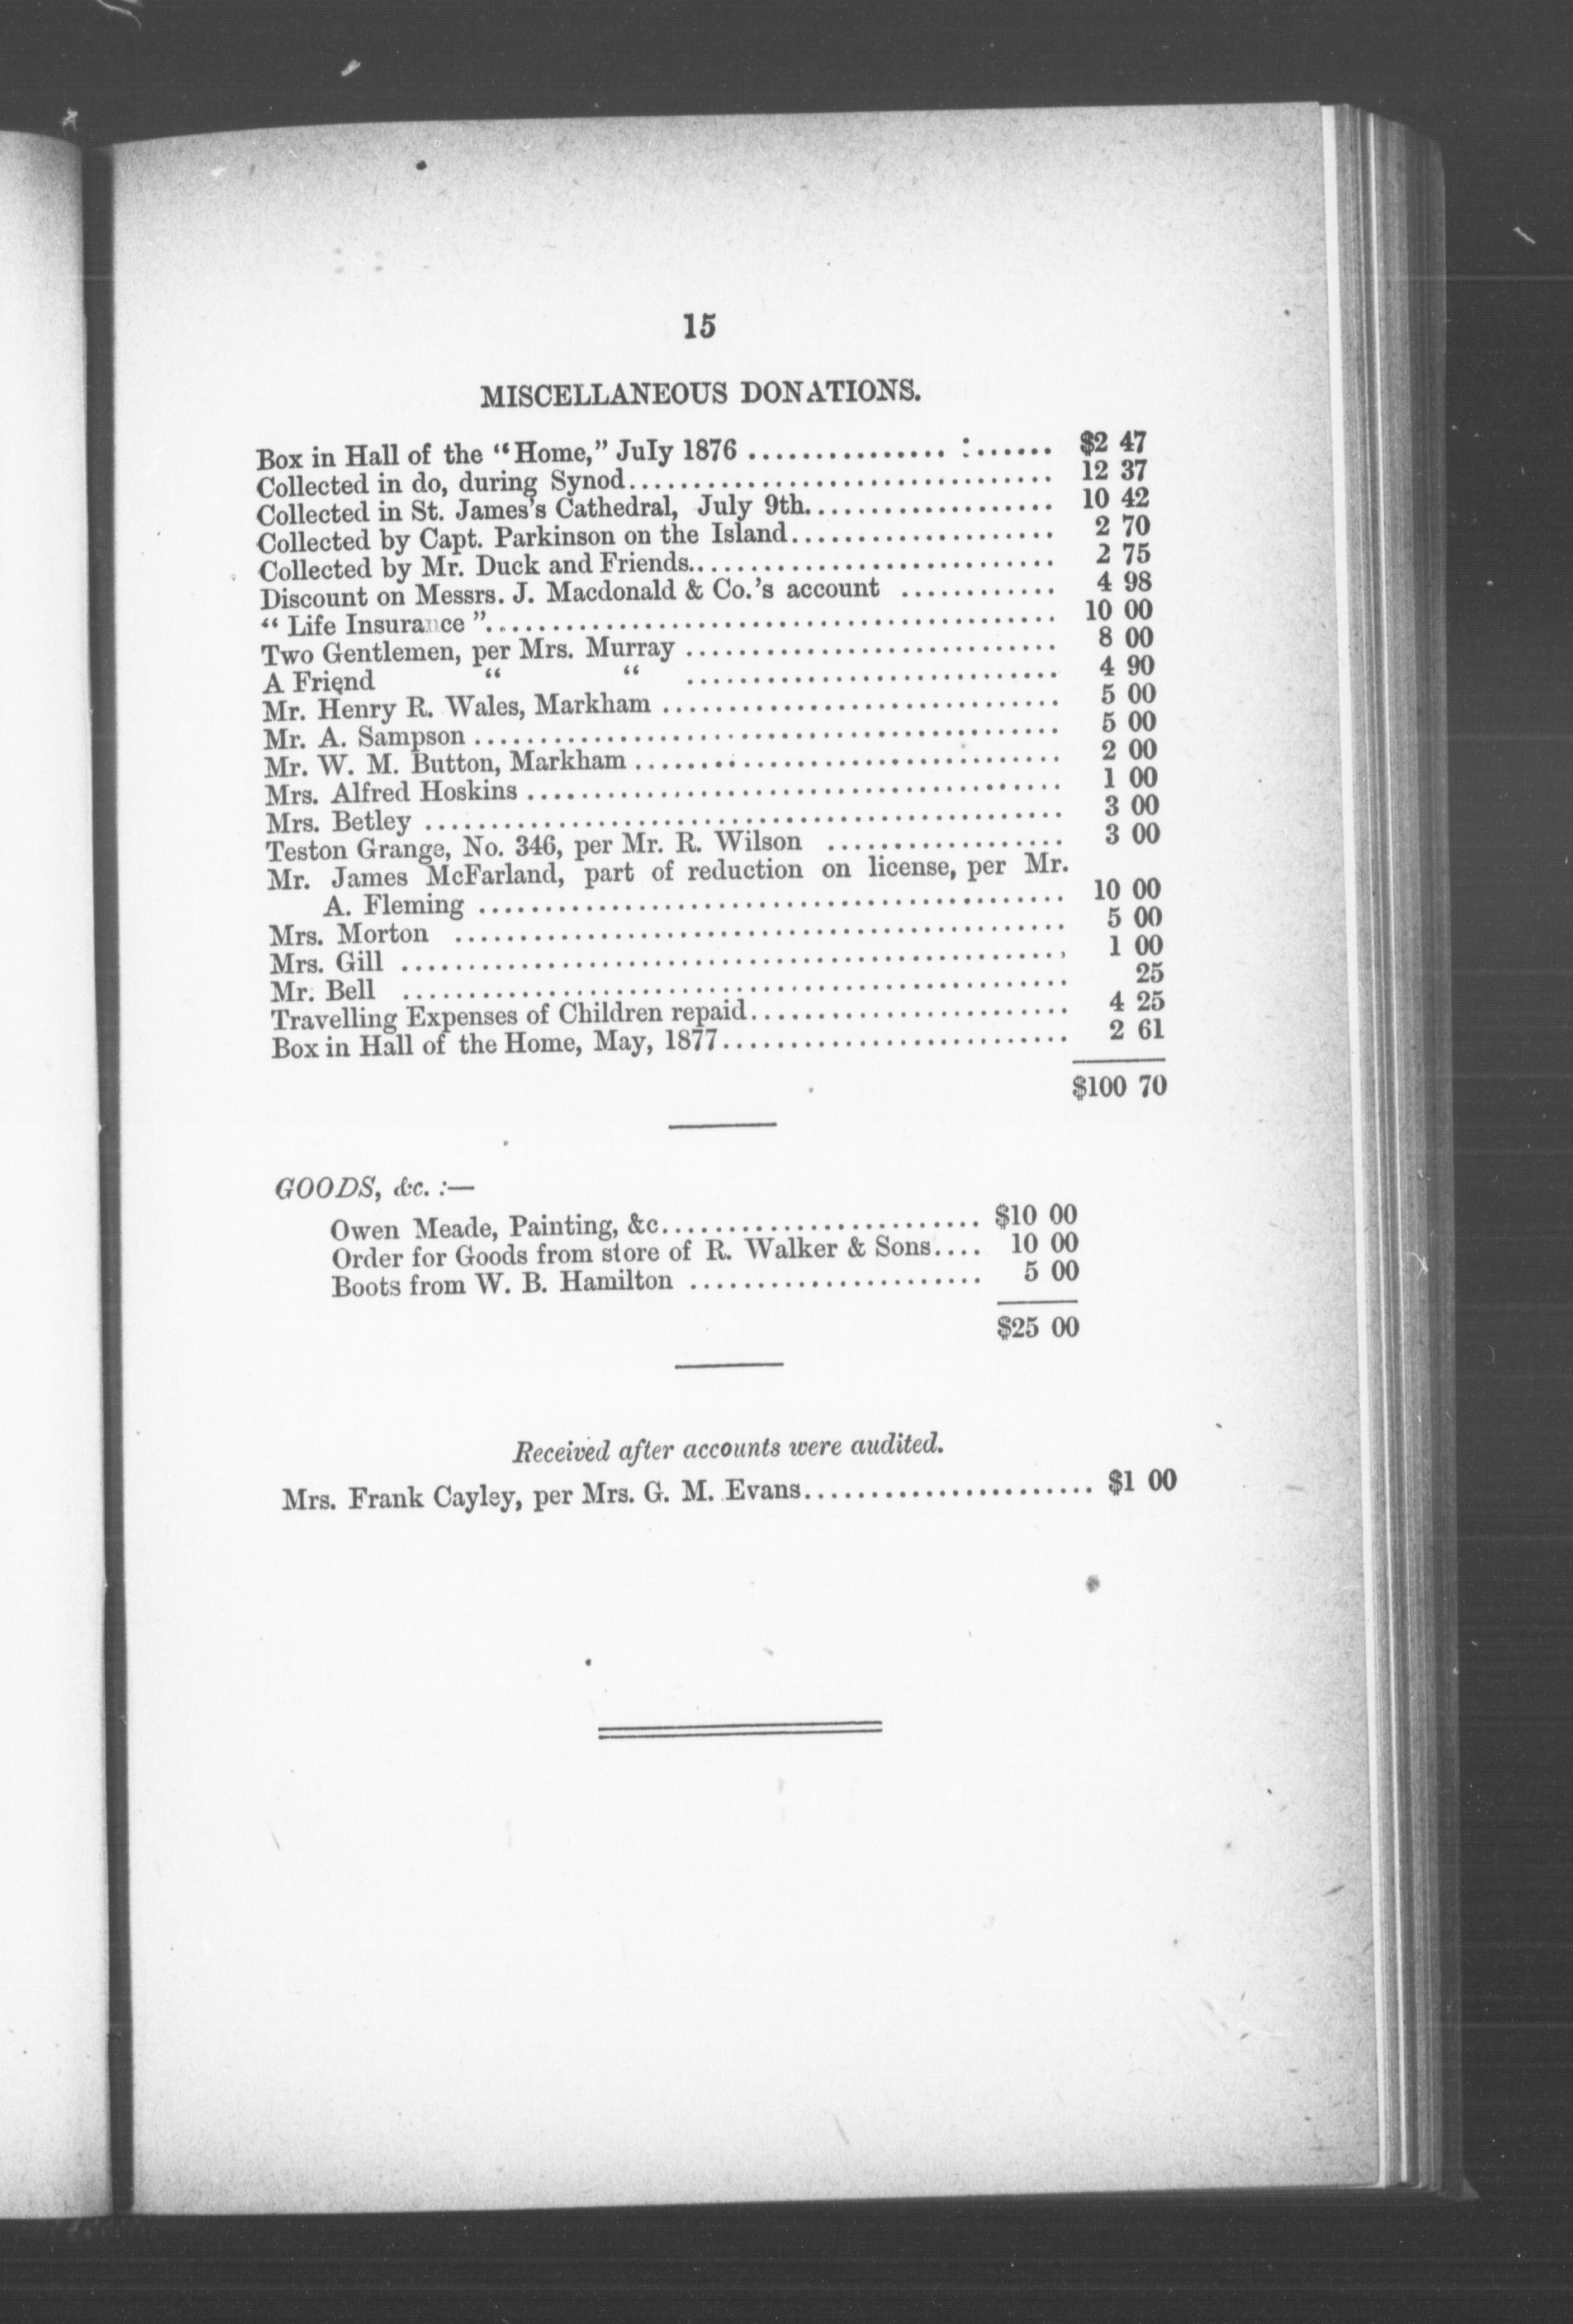 15
MISCELLANEOUS DONATIONS.
Box in Hall of the "Home," July 1876 ............... :...... $2 47
Collected in do, during Synod................................ 12 37
Collected in St. James's Cathedral, July 9th................... 10 42
Collected by Capt. Parkinson on the Island.................... 2 70
Collected by Mr. Duck and Friends............................ 2 75
Discount on Messrs. J. Macdonald & Co.'s account ............ 4 98
" Life Insurance "........................................... 10 00
Two Gentlemen, per Mrs. Murray ............................ 8 00
A Friend " " ............................ 4 90
Mr. Henry R. Wales, Markham .............................. 5 00
Mr. A. Sampson ............................................ 5 00
Mr. W. M. Button, Markham ................................ 2 00
Mrs. Alfred Hoskins ........................................ 1 00
Mrs. Betley ................................................ 3 00
Teston Grange, No. 346, per Mr. R. Wilson .................. 3 00
Mr. James McFarland, part of reduction on license, per Mr.
A. Fleming ............................................ 10 00
Mrs. Morton .............................................. 5 00
Mrs. Gill .................................................. 1 00
Mr. Bell .................................................. 25
Travelling Expenses of Children repaid........................ 4 25
Box in Hall of the Home, May, 1877.......................... 2 61
$100 70
GOODS, &c. :—
Owen Meade, Painting, &c........................ $10 00
Order for Goods from store of R. Walker & Sons.... 10 00
Boots from W. B. Hamilton ...................... 5 00
$25 00
Received after accounts were audited.
Mrs. Frank Cayley, per Mrs. G. M. Evans...................... $1 00